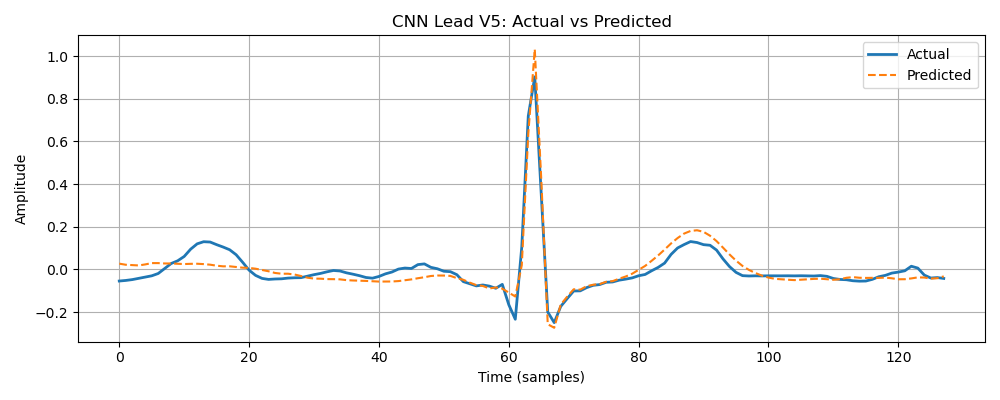 CNN Lead V5: Actual vs Predicted
Actual
Predicted
Amplitude
1.0
0.8
0.6
0.4
0.2
0.0
−0.2
0 20 40 60 80 100 120
Time (samples)